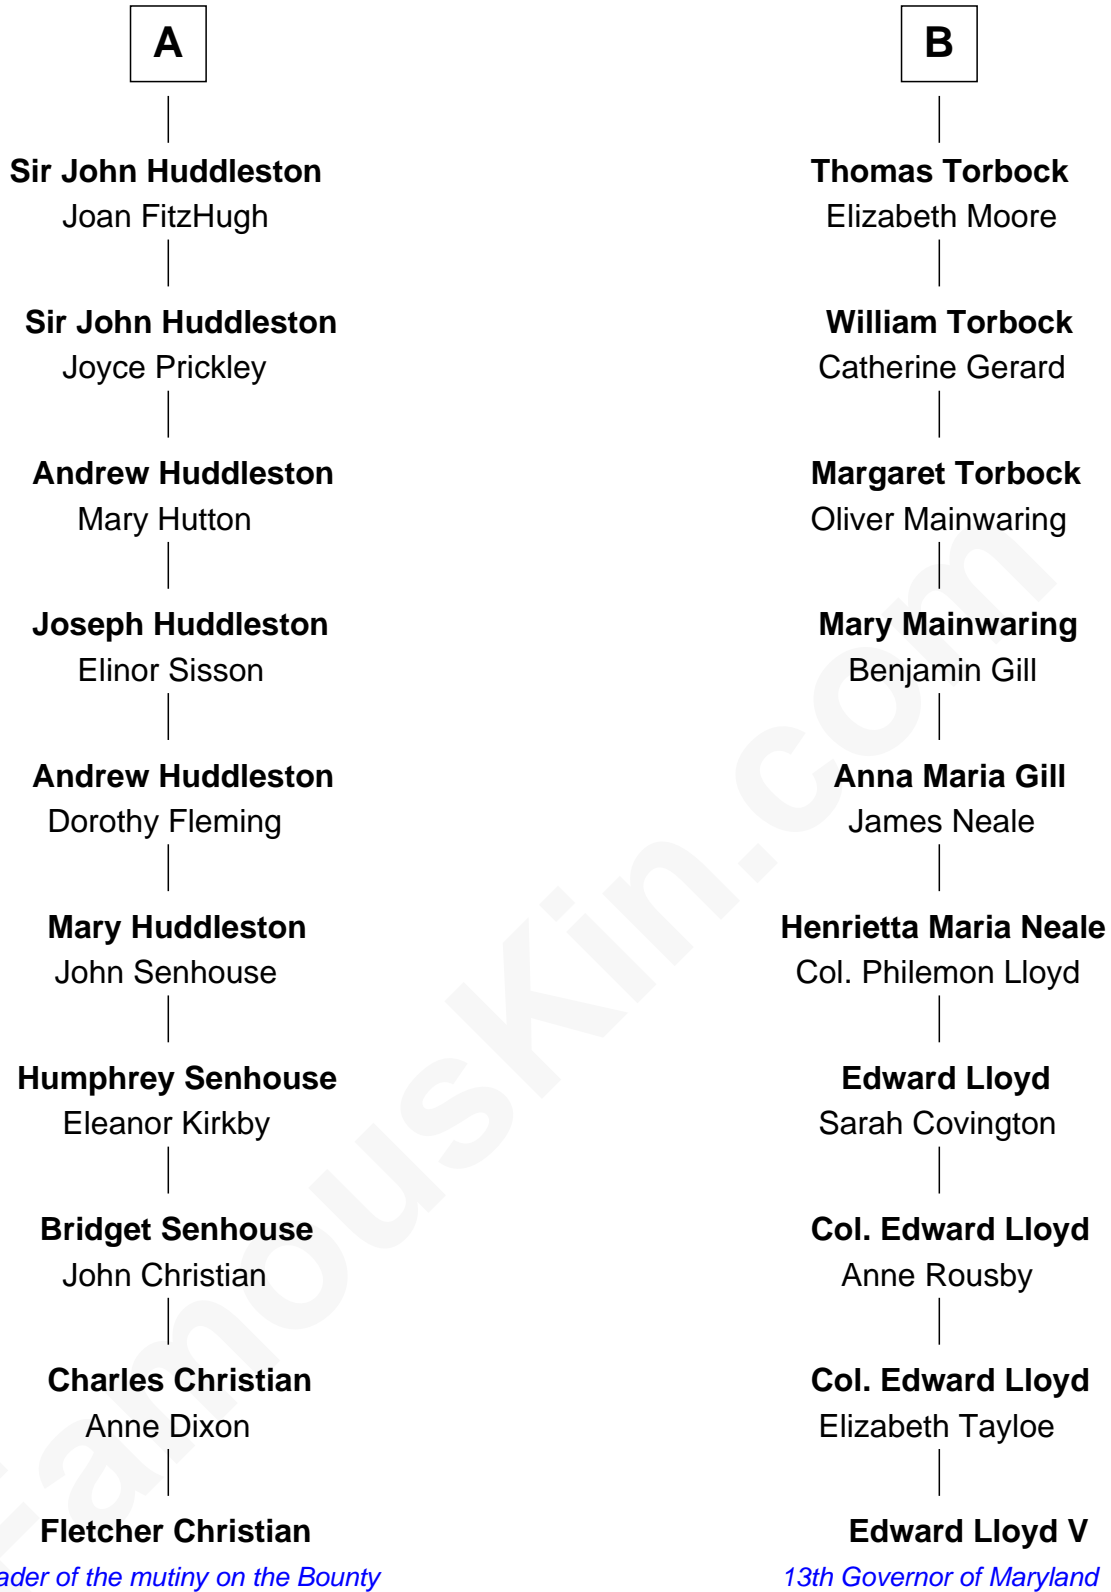 A
Sir John Huddleston
Joan FitzHugh
Sir John Huddleston
Joyce Prickley
Andrew Huddleston
Mary Hutton
Joseph Huddleston
Elinor Sisson
Andrew Huddleston
Dorothy Fleming
Mary Huddleston
John Senhouse
Humphrey Senhouse
Eleanor Kirkby
Bridget Senhouse
John Christian
Charles Christian
Anne Dixon
Fletcher Christian
ader of the mutiny on the Bounty
B
Thomas Torbock
Elizabeth Moore
William Torbock
Catherine Gerard
Margaret Torbock
Oliver Mainwaring
Mary Mainwaring
Benjamin Gill
Anna Maria Gill
James Neale
Henrietta Maria Neale
Col. Philemon Lloyd
Edward Lloyd
Sarah Covington
Col. Edward Lloyd
Anne Rousby
Col. Edward Lloyd
Elizabeth Tayloe
Edward Lloyd V
13th Governor of Maryland
FamousKin.com